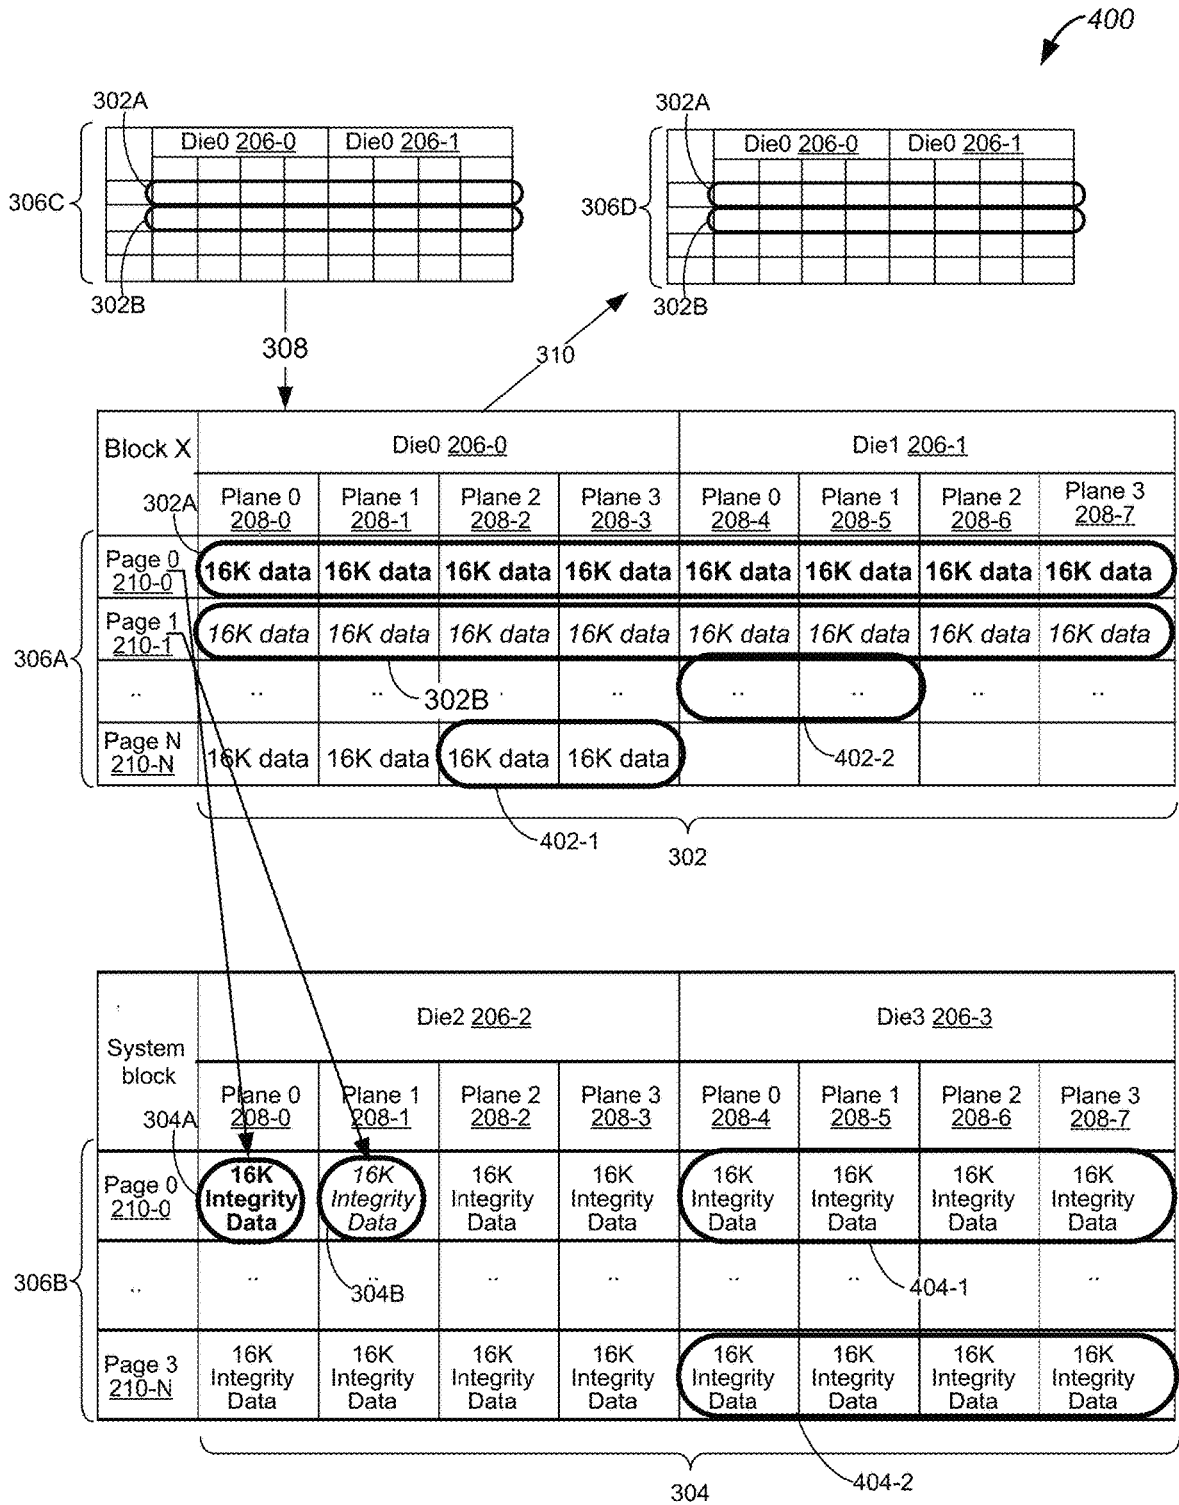 400
302A
302A
Die0 206-0 Die0 206-1
Die0 206-0 Die0 206-1
306C
306D
302B
302B
308
310
Block X
Die0 206-0
Die1 206-1
Plane 0 Plane 1 Plane 2 Plane 3 Plane 0 Plane 1 Plane 2 Plane 3
208-0 208-1 208-2 208-3 208-4 208-5 208-6 208-7
302A
Page 0
210-0
16K data 16K data 16K data 16K data 16K data 16K data 16K data 16K data
Page 1
210-1
16K data 16K data 16K data 16K data 16K data 16K data 16K data 16K data
306A
302B
.. .. .. .. .. .. .. .. ..
Page N
210-N
16K data 16K data 16K data 16K data
402-2
402-1
302
System
block
Die2 206-2
Die3 206-3
Plane 0 Plane 1 Plane 2 Plane 3 Plane 0 Plane 1 Plane 2 Plane 3
208-0 208-1 208-2 208-3 208-4 208-5 208-6 208-7
304A
Page 0
210-0
16K 16K 16K 16K 16K 16K 16K 16K
Integrity Integrity Integrity Integrity Integrity Integrity Integrity Integrity
Data Data Data Data Data Data Data Data
306B
.. .. .. .. .. .. ..
304B
404-1
Page 3
210-N
16K 16K 16K 16K 16K 16K 16K 16K
Integrity Integrity Integrity Integrity Integrity Integrity Integrity Integrity
Data Data Data Data Data Data Data Data
404-2
304